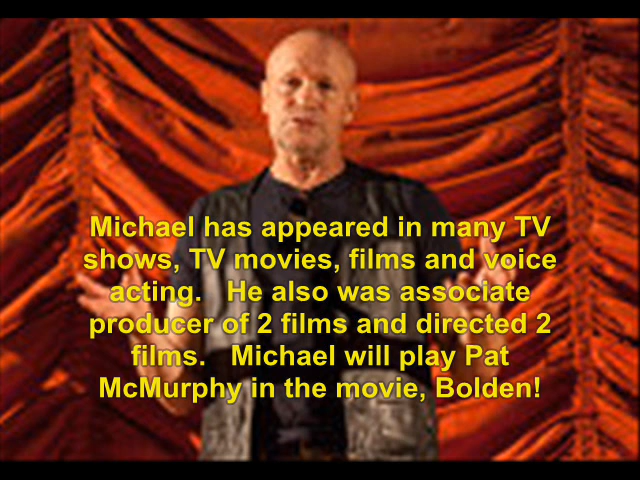 Michael has appeared in many TV
shows, TV movies, films and voice
acting.   He also was associate
producer of 2 films and directed 2
films.   Michael will play Pat
McMurphy in the movie, Bolden!